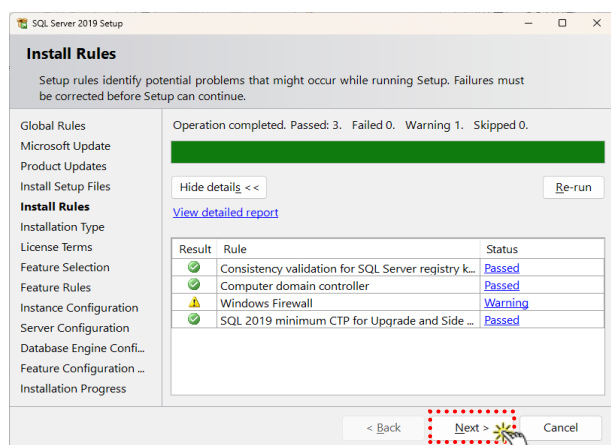 SQL Server 2019 Setup
Install Rules
Setup rules identify potential problems that might occur while running Setup. Failures must
be corrected before Setup can continue.
Global Rules
Microsoft Update
Product Updates
Install Setup Files
Install Rules
Installation Type
License Terms
Feature Selection
Feature Rules
Instance Configuration
Server Configuration
Database Engine Confi...
Feature Configuration ...
Installation Progress
Operation completed. Passed: 3. Failed 0. Warning 1. Skipped 0.
Hide details <<
Re-run
View detailed report
Result Rule Status
Consistency validation for SQL Server registry k... Passed
Computer domain controller Passed
Windows Firewall Warning
SQL 2019 minimum CTP for Upgrade and Side ... Passed
< Back Next > Cancel